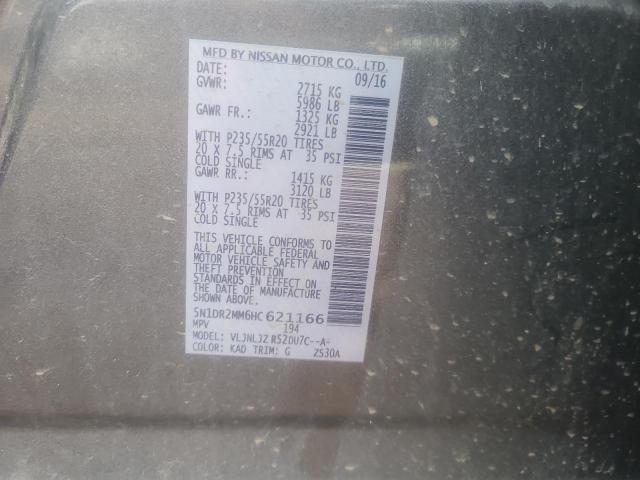 MFD BY NISSAN MOTOR CO., LTD.
DATE: 09/16
GVWR: 2715 KG
5986 LB
GAWR FR.: 1325 KG
2921 LB
WITH P235/55R20 TIRES
20 X 7.5 RIMS AT 35 PSI
COLD SINGLE
GAWR RR.: 1415 KG
3120 LB
WITH P235/55R20 TIRES
20 X 7.5 RIMS AT 35 PSI
COLD SINGLE
THIS VEHICLE CONFORMS TO
ALL APPLICABLE FEDERAL
MOTOR VEHICLE SAFETY AND
THEFT PREVENTION
STANDARDS IN EFFECT ON
THE DATE OF MANUFACTURE
SHOWN ABOVE.
5N1DR2MM6HC 621166
MPV 194
MODEL: VLJNLJZ R52DU7C--A-
COLOR: KAD TRIM: G ZS30A